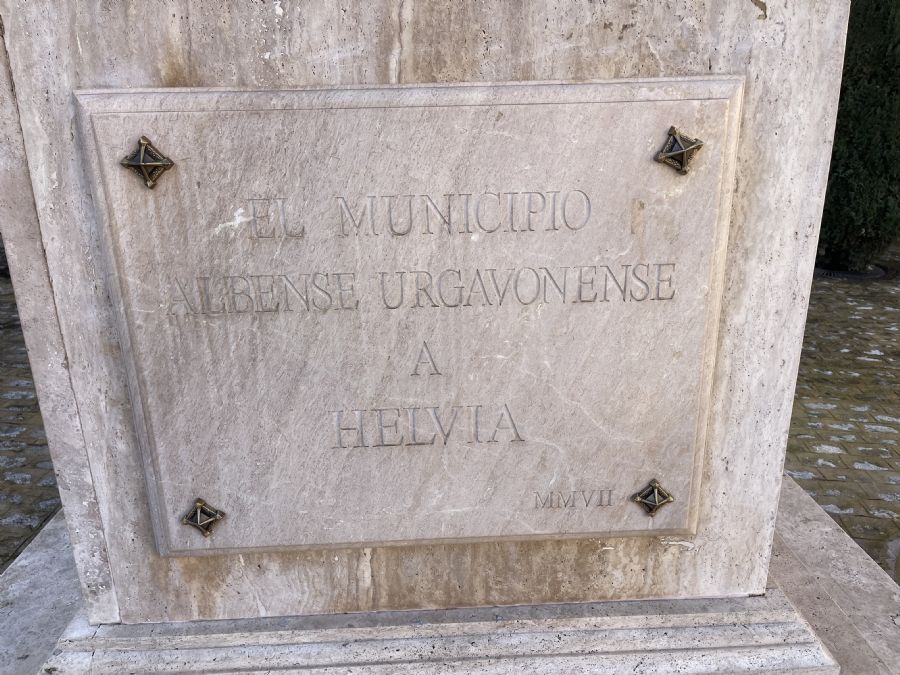 EL MUNICIPIO
ALBENSE URGAVONENSE
A
HELVIA
MMVII